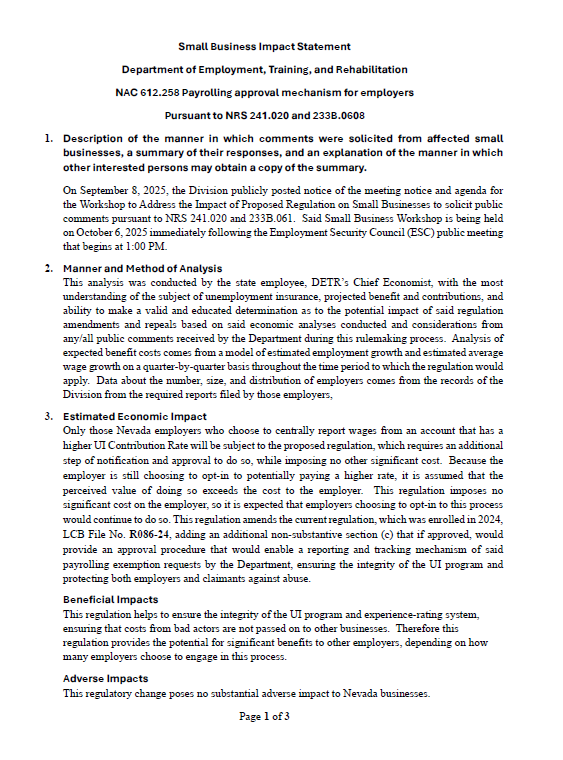 Small Business Impact Statement
Department of Employment, Training, and Rehabilitation
NAC 612.258 Payrolling approval mechanism for employers
Pursuant to NRS 241.020 and 233B.0608
1. Description of the manner in which comments were solicited from affected small
businesses, a summary of their responses, and an explanation of the manner in which
other interested persons may obtain a copy of the summary.
On September 8, 2025, the Division publicly posted notice of the meeting notice and agenda for
the Workshop to Address the Impact of Proposed Regulation on Small Businesses to solicit public
comments pursuant to NRS 241.020 and 233B.061. Said Small Business Workshop is being held
on October 6, 2025 immediately following the Employment Security Council (ESC) public meeting
that begins at 1:00 PM.
2. Manner and Method of Analysis
This analysis was conducted by the state employee, DETR's Chief Economist, with the most
understanding of the subject of unemployment insurance, projected benefit and contributions, and
ability to make a valid and educated determination as to the potential impact of said regulation
amendments and repeals based on said economic analyses conducted and considerations from
any/all public comments received by the Department during this rulemaking process. Analysis of
expected benefit costs comes from a model of estimated employment growth and estimated average
wage growth on a quarter-by-quarter basis throughout the time period to which the regulation would
apply. Data about the number, size, and distribution of employers comes from the records of the
Division from the required reports filed by those employers,
3. Estimated Economic Impact
Only those Nevada employers who choose to centrally report wages from an account that has a
higher UI Contribution Rate will be subject to the proposed regulation, which requires an additional
step of notification and approval to do so, while imposing no other significant cost. Because the
employer is still choosing to opt-in to potentially paying a higher rate, it is assumed that the
perceived value of doing so exceeds the cost to the employer. This regulation imposes no
significant cost on the employer, so it is expected that employers choosing to opt-in to this process
would continue to do so. This regulation amends the current regulation, which was enrolled in 2024,
LCB File No. R086-24, adding an additional non-substantive section (c) that if approved, would
provide an approval procedure that would enable a reporting and tracking mechanism of said
payrolling exemption requests by the Department, ensuring the integrity of the UI program and
protecting both employers and claimants against abuse.
Beneficial Impacts
This regulation helps to ensure the integrity of the UI program and experience-rating system,
ensuring that costs from bad actors are not passed on to other businesses. Therefore this
regulation provides the potential for significant benefits to other employers, depending on how
many employers choose to engage in this process.
Adverse Impacts
This regulatory change poses no substantial adverse impact to Nevada businesses.
Page 1 of 3